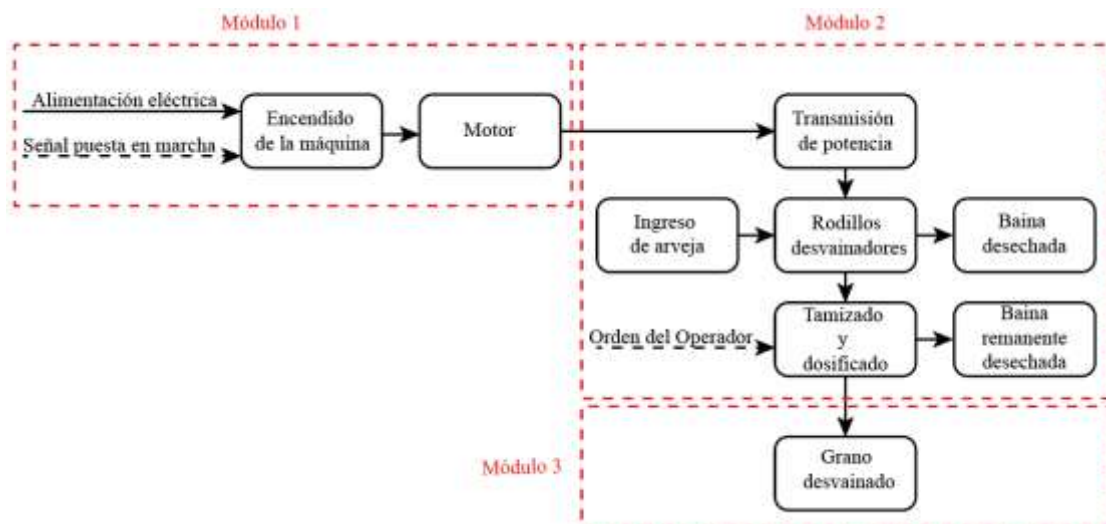 Módulo 1
Módulo 2
Alimentación eléctrica
Señal puesta en marcha
Encendido
de la máquina
Motor
Transmisión
de potencia
Ingreso
de arveja
Rodillos
desvainadores
Baina
desechada
Orden del Operador
Tamizado
y
dosificado
Baina
remanente
desechada
Módulo 3
Grano
desvainado